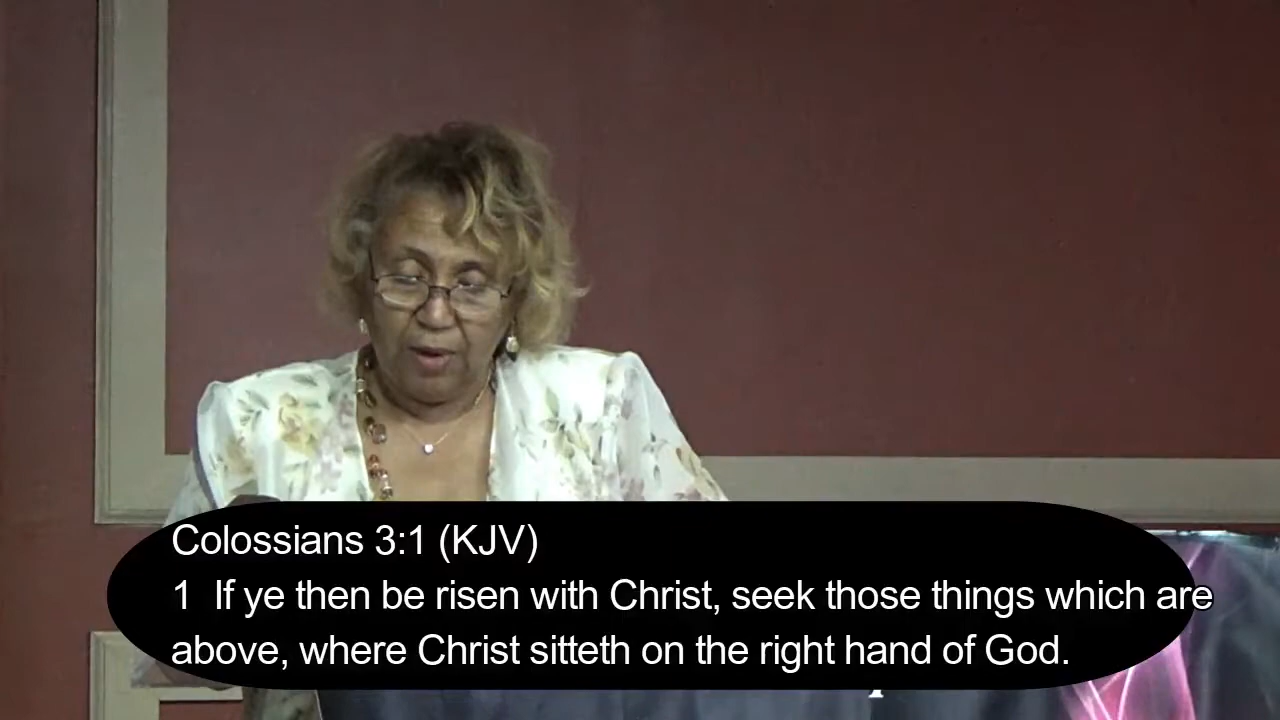 Colossians 3:1 (KJV)
1 If ye then be risen with Christ, seek those things which are
above, where Christ sitteth on the right hand of God.